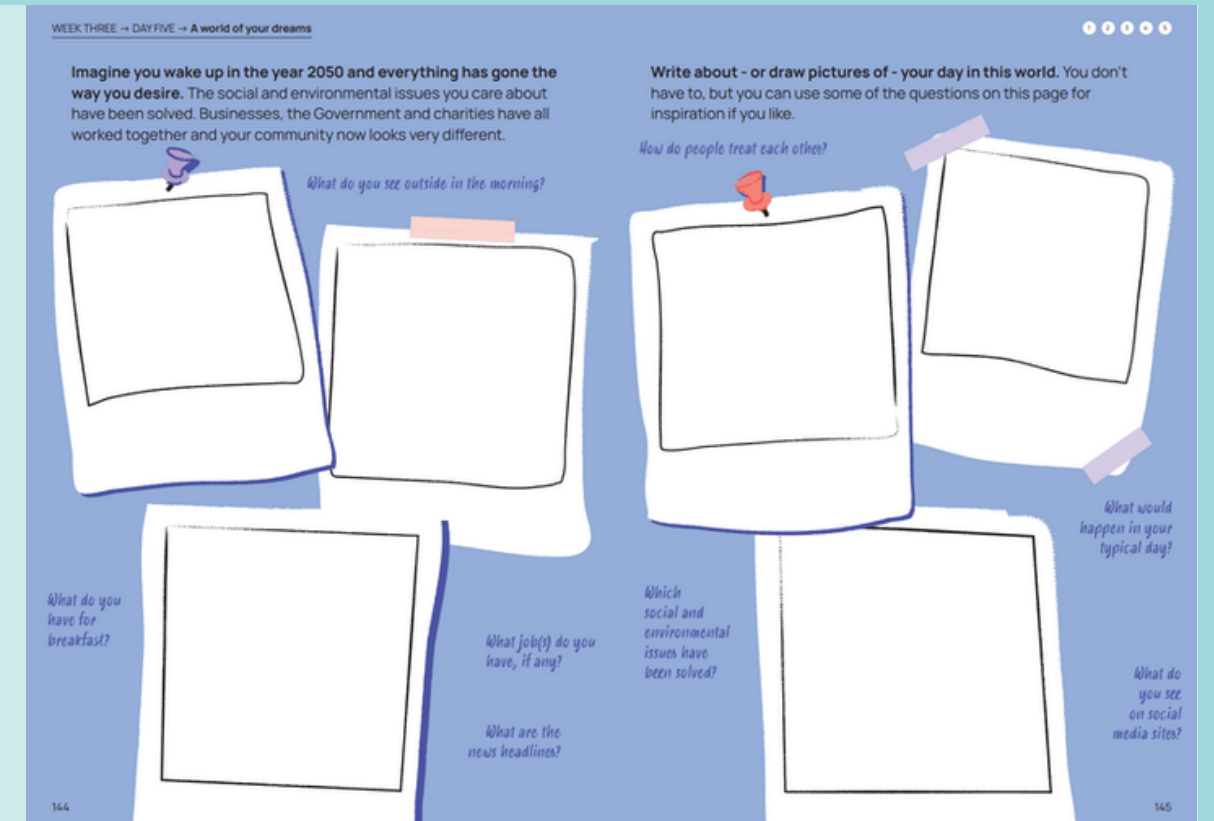 WEEK THREE → DAY FIVE → A world of your dreams
1 2 3 4 5
Imagine you wake up in the year 2050 and everything has gone the
way you desire. The social and environmental issues you care about
have been solved. Businesses, the Government and charities have all
worked together and your community now looks very different.
What do you see outside in the morning?
What do you
have for
breakfast?
What job(s) do you
have, if any?
What are the
news headlines?
144
Write about - or draw pictures of - your day in this world. You don't
have to, but you can use some of the questions on this page for
inspiration if you like.
How do people treat each other?
What would
happen in your
typical day?
Which
social and
environmental
issues have
been solved?
What do
you see
on social
media sites?
145